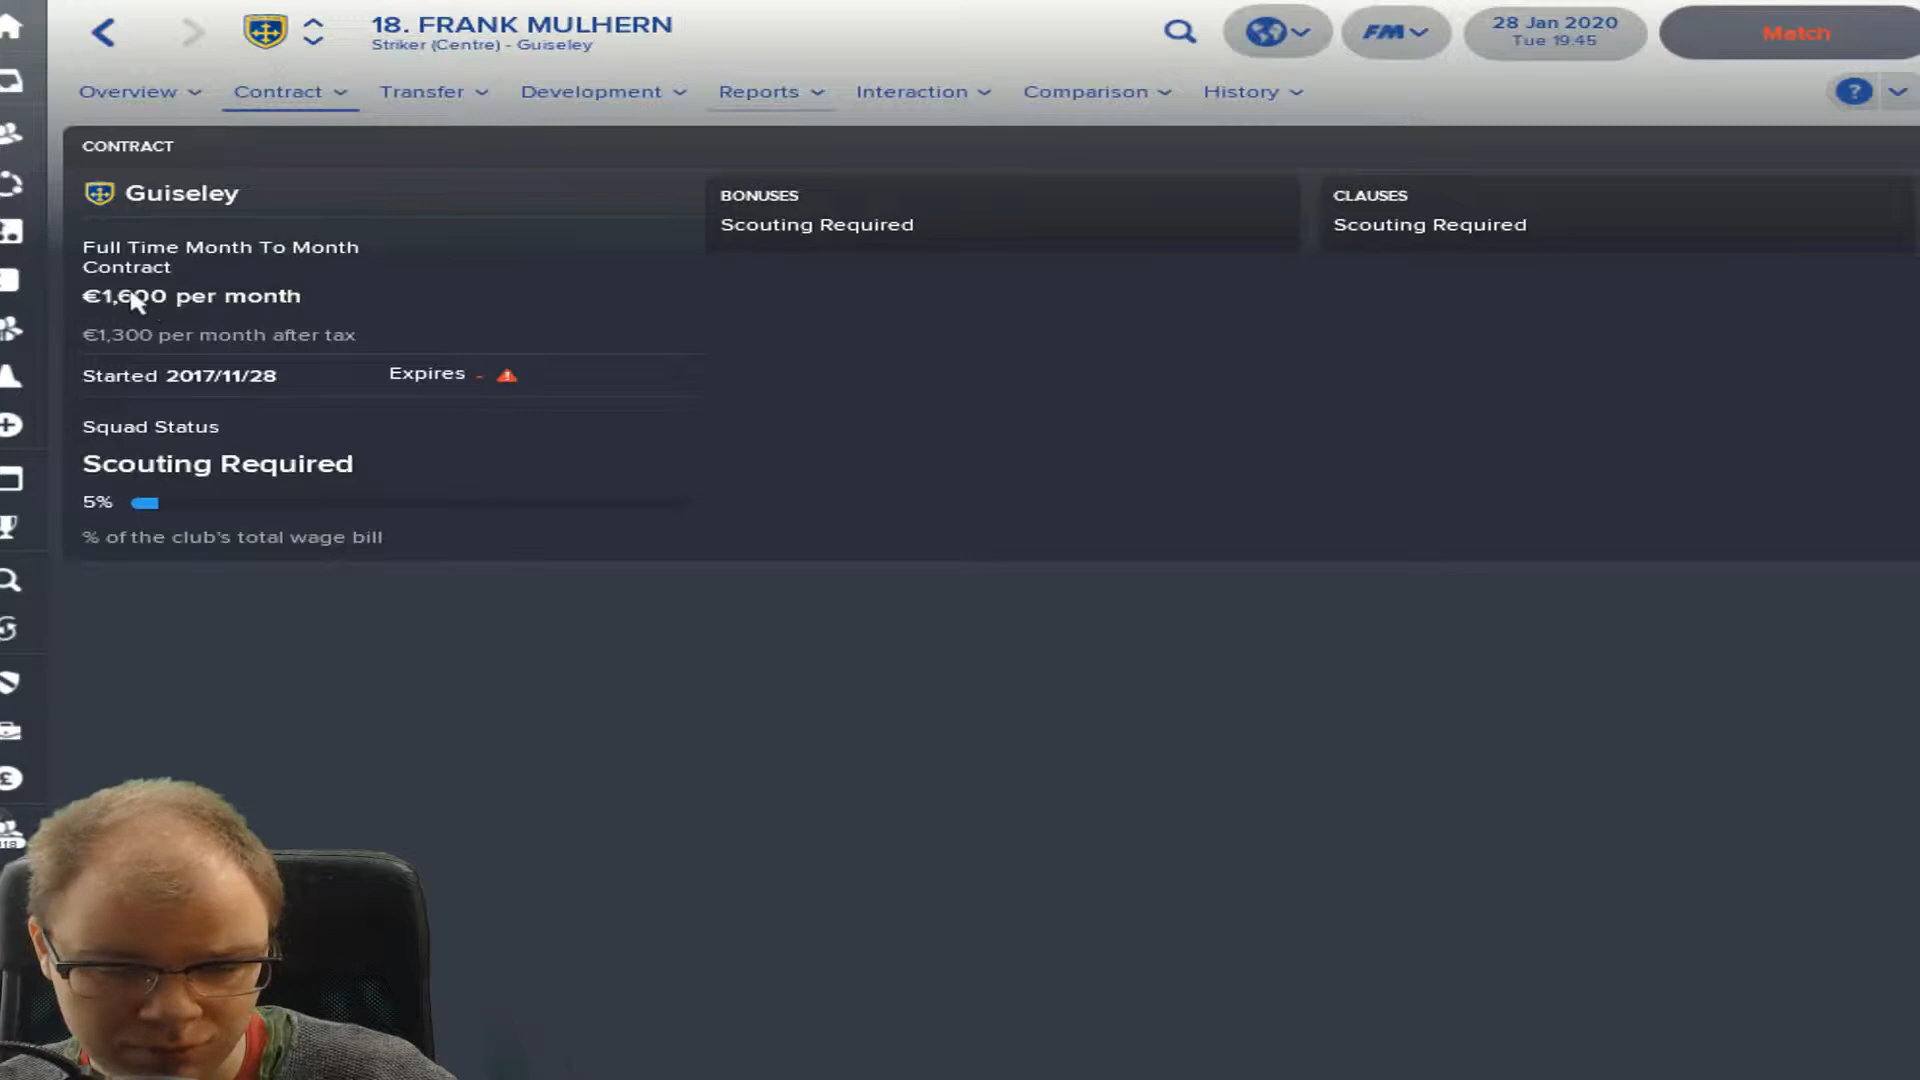 18. FRANK MULHERN
Striker (Centre) - Guiseley
FM
28 Jan 2020
Tue 19:45
Match
Overview
Contract
Transfer
Development
Reports
Interaction
Comparison
History
?
CONTRACT
Guiseley
Full Time Month To Month
Contract
€1,600 per month
€1,300 per month after tax
Started 2017/11/28
Expires -
Squad Status
Scouting Required
5%
% of the club's total wage bill
BONUSES
Scouting Required
CLAUSES
Scouting Required